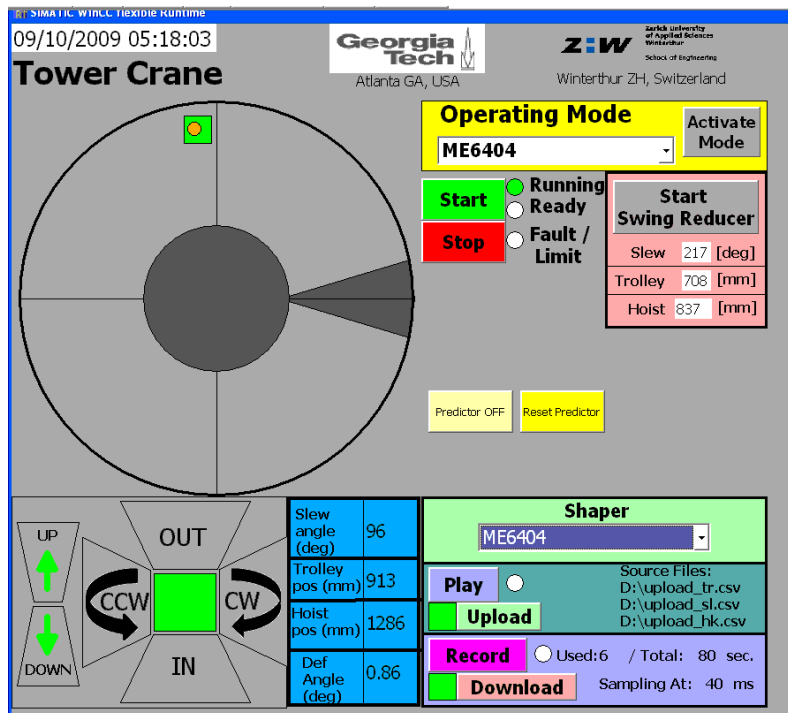 SIMATIC WinCC flexible Runtime
09/10/2009 05:18:03
Georgia
Tech
Atlanta GA, USA
Zurich University
of Applied Sciences
Winterthur
School of Engineering
Winterthur ZH, Switzerland
Tower Crane
Operating Mode
ME6404
Activate
Mode
Start
Stop
Running
Ready
Fault /
Limit
Start
Swing Reducer
Slew 217 [deg]
Trolley 708 [mm]
Hoist 837 [mm]
Predictor OFF
Reset Predictor
UP
DOWN
OUT
CCW
CW
IN
Slew
angle
(deg)
96
Trolley
pos (mm)
913
Hoist
pos (mm)
1286
Def
Angle
(deg)
0.86
Shaper
ME6404
Play
Upload
Source Files:
D:\upload_tr.csv
D:\upload_sl.csv
D:\upload_hk.csv
Record
Used:6 / Total: 80 sec.
Download
Sampling At: 40 ms